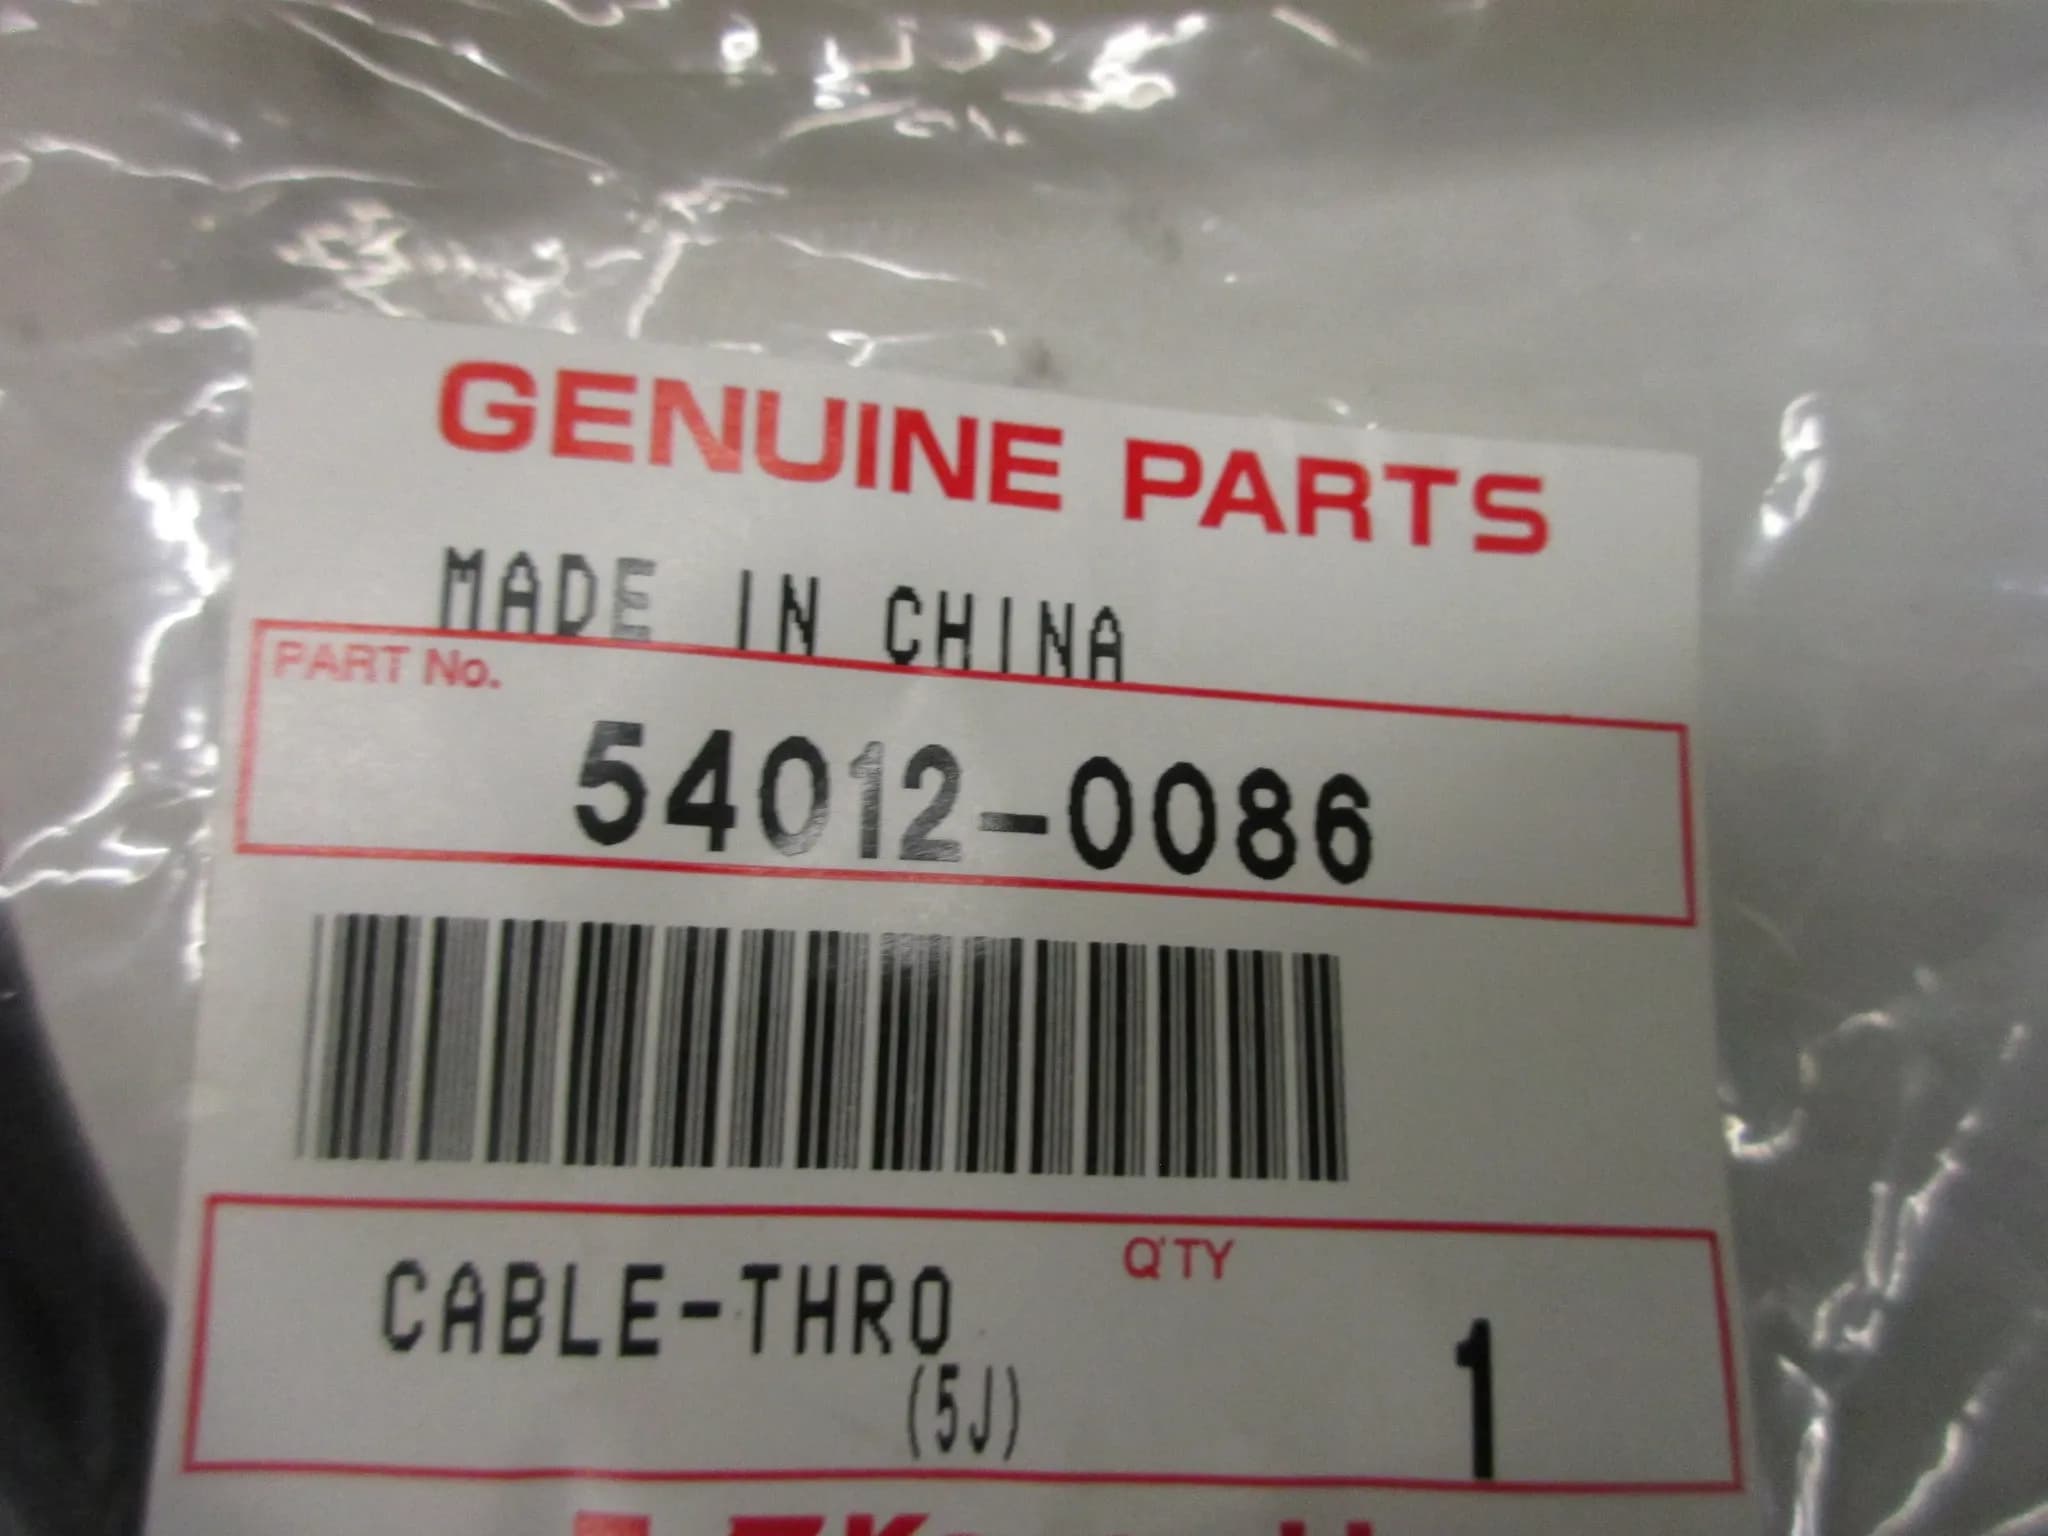 GENUINE PARTS
MADE IN CHINA
PART No.
54012-0086
Q'TY
CABLE-THRO
(5J)
1